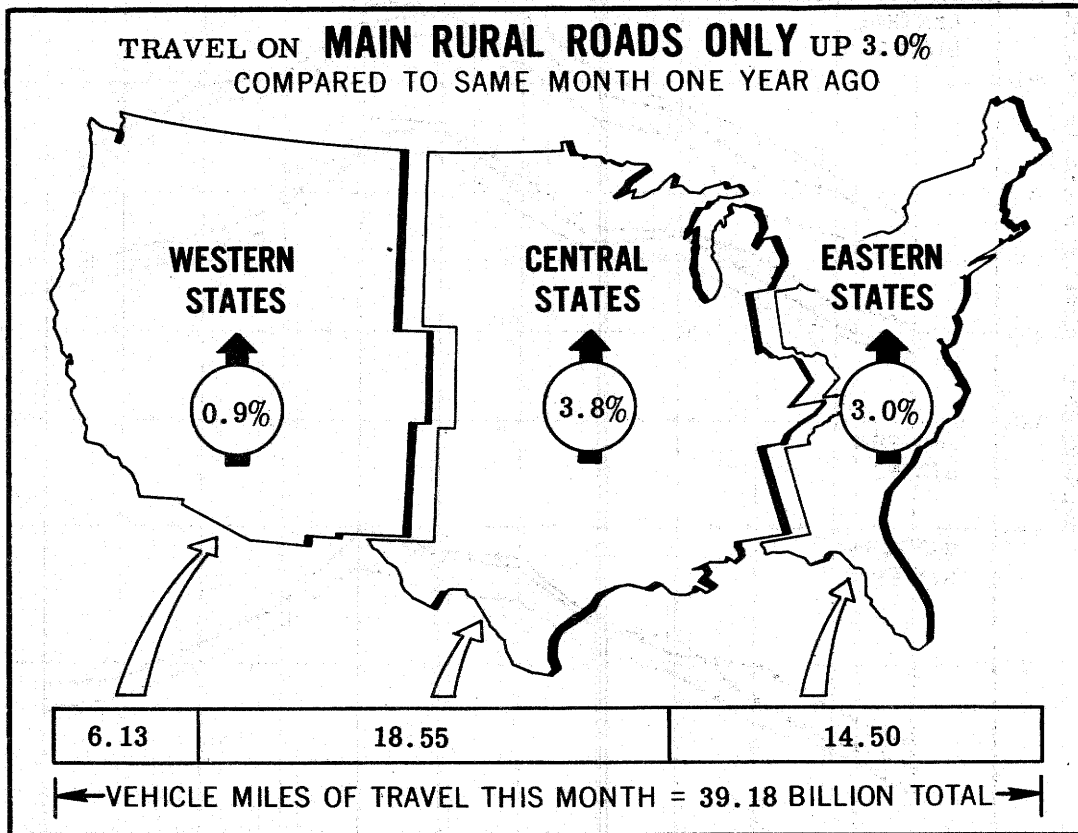 TRAVEL ON MAIN RURAL ROADS ONLY UP 3.0%
COMPARED TO SAME MONTH ONE YEAR AGO
WESTERN
STATES
0.9%
CENTRAL
STATES
3.8%
EASTERN
STATES
3.0%
6.13 18.55 14.50
VEHICLE MILES OF TRAVEL THIS MONTH = 39.18 BILLION TOTAL